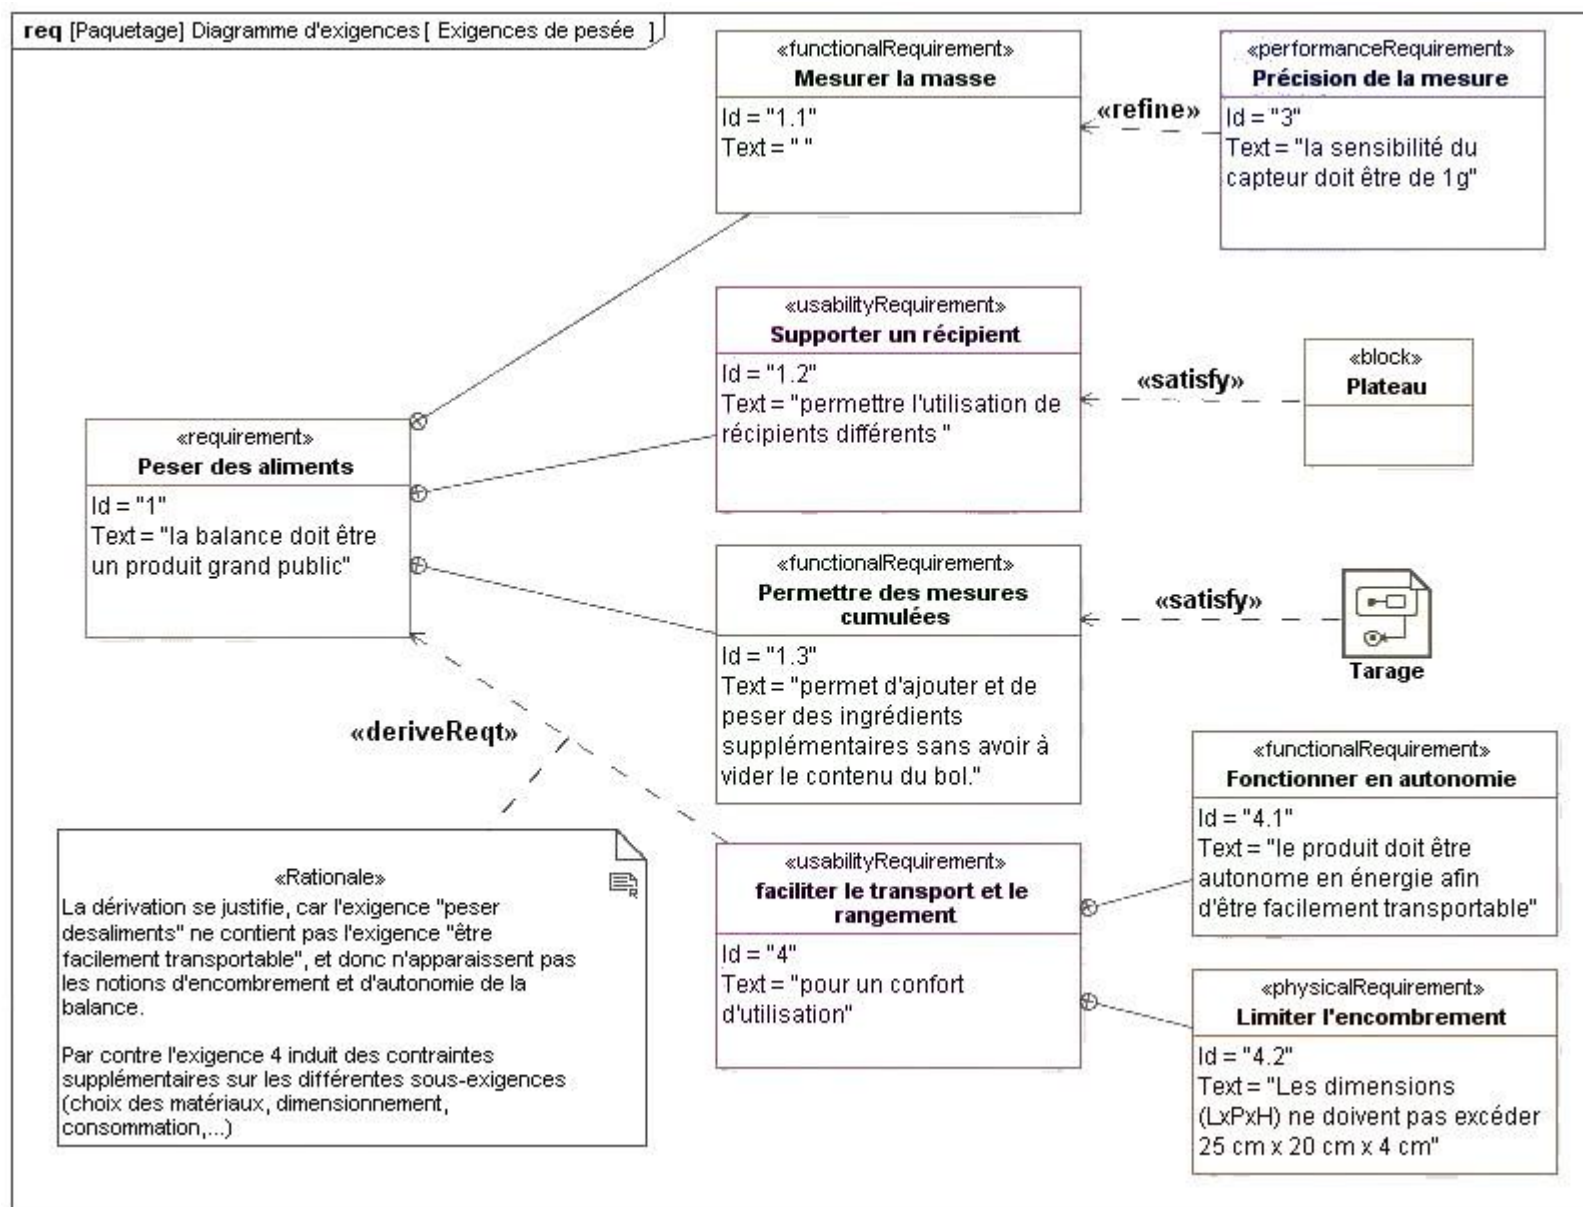 req [Paquetage] Diagramme d'exigences [ Exigences de pesée ]
«functionalRequirement»
Mesurer la masse
Id = "1.1"
Text = " "
«refine»
«performanceRequirement»
Précision de la mesure
Id = "3"
Text = "la sensibilité du
capteur doit être de 1g"
«usabilityRequirement»
Supporter un récipient
Id = "1.2"
Text = "permettre l'utilisation de
récipients différents "
«satisfy»
«block»
Plateau
«requirement»
Peser des aliments
Id = "1"
Text = "la balance doit être
un produit grand public"
«functionalRequirement»
Permettre des mesures
cumulées
Id = "1.3"
Text = "permet d'ajouter et de
peser des ingrédients
supplémentaires sans avoir à
vider le contenu du bol."
«satisfy»
Tarage
«deriveReqt»
«functionalRequirement»
Fonctionner en autonomie
Id = "4.1"
Text = "le produit doit être
autonome en énergie afin
d'être facilement transportable"
«Rationale»
R
La dérivation se justifie, car l'exigence "peser
desaliments" ne contient pas l'exigence "être
facilement transportable", et donc n'apparaissent pas
les notions d'encombrement et d'autonomie de la
balance.
Par contre l'exigence 4 induit des contraintes
supplémentaires sur les différentes sous-exigences
(choix des matériaux, dimensionnement,
consommation,...)
«usabilityRequirement»
faciliter le transport et le
rangement
Id = "4"
Text = "pour un confort
d'utilisation"
«physicalRequirement»
Limiter l'encombrement
Id = "4.2"
Text = "Les dimensions
(LxPxH) ne doivent pas excéder
25 cm x 20 cm x 4 cm"